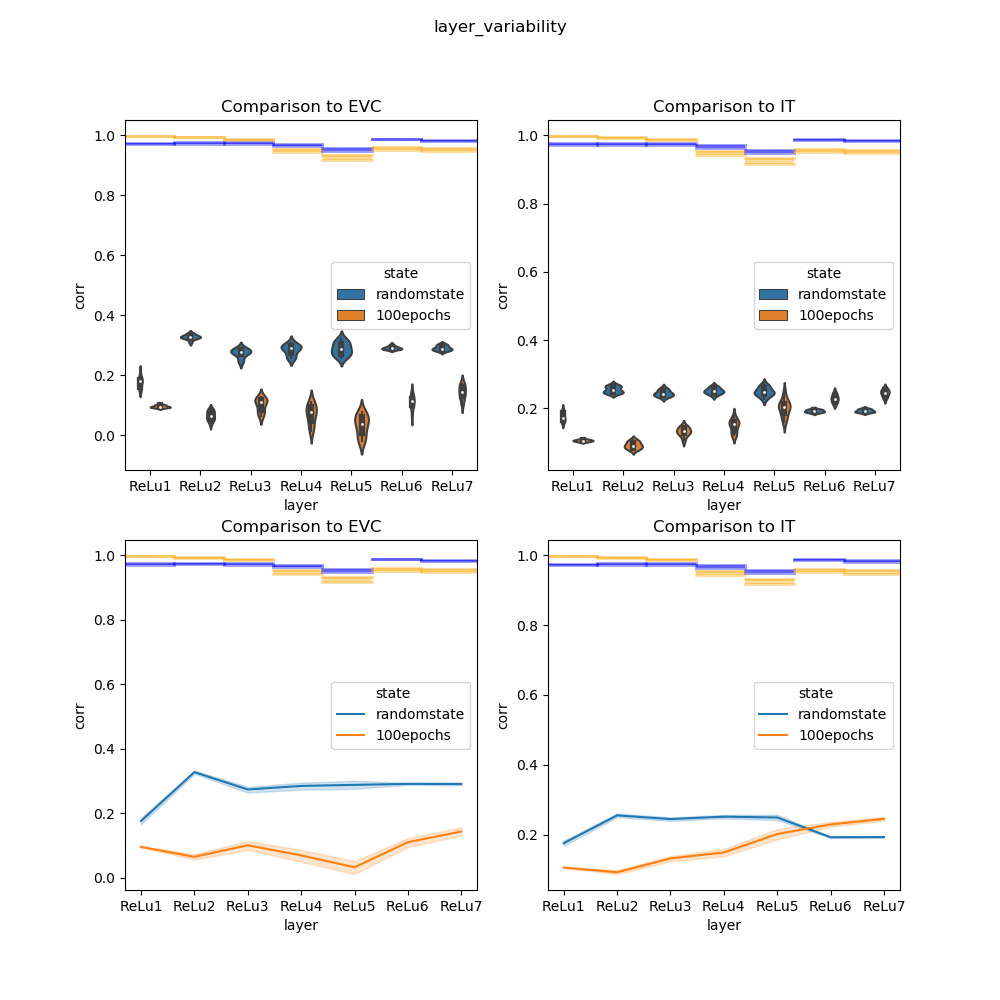 layer_variability
Comparison to EVC
1.0
0.8
0.6
0.4
0.2
0.0
corr
state
randomstate
100epochs
ReLu1 ReLu2 ReLu3 ReLu4 ReLu5 ReLu6 ReLu7
layer
Comparison to IT
1.0
0.8
0.6
0.4
0.2
corr
state
randomstate
100epochs
ReLu1 ReLu2 ReLu3 ReLu4 ReLu5 ReLu6 ReLu7
layer
Comparison to EVC
1.0
0.8
0.6
0.4
0.2
0.0
corr
state
randomstate
100epochs
ReLu1 ReLu2 ReLu3 ReLu4 ReLu5 ReLu6 ReLu7
layer
Comparison to IT
1.0
0.8
0.6
0.4
0.2
corr
state
randomstate
100epochs
ReLu1 ReLu2 ReLu3 ReLu4 ReLu5 ReLu6 ReLu7
layer